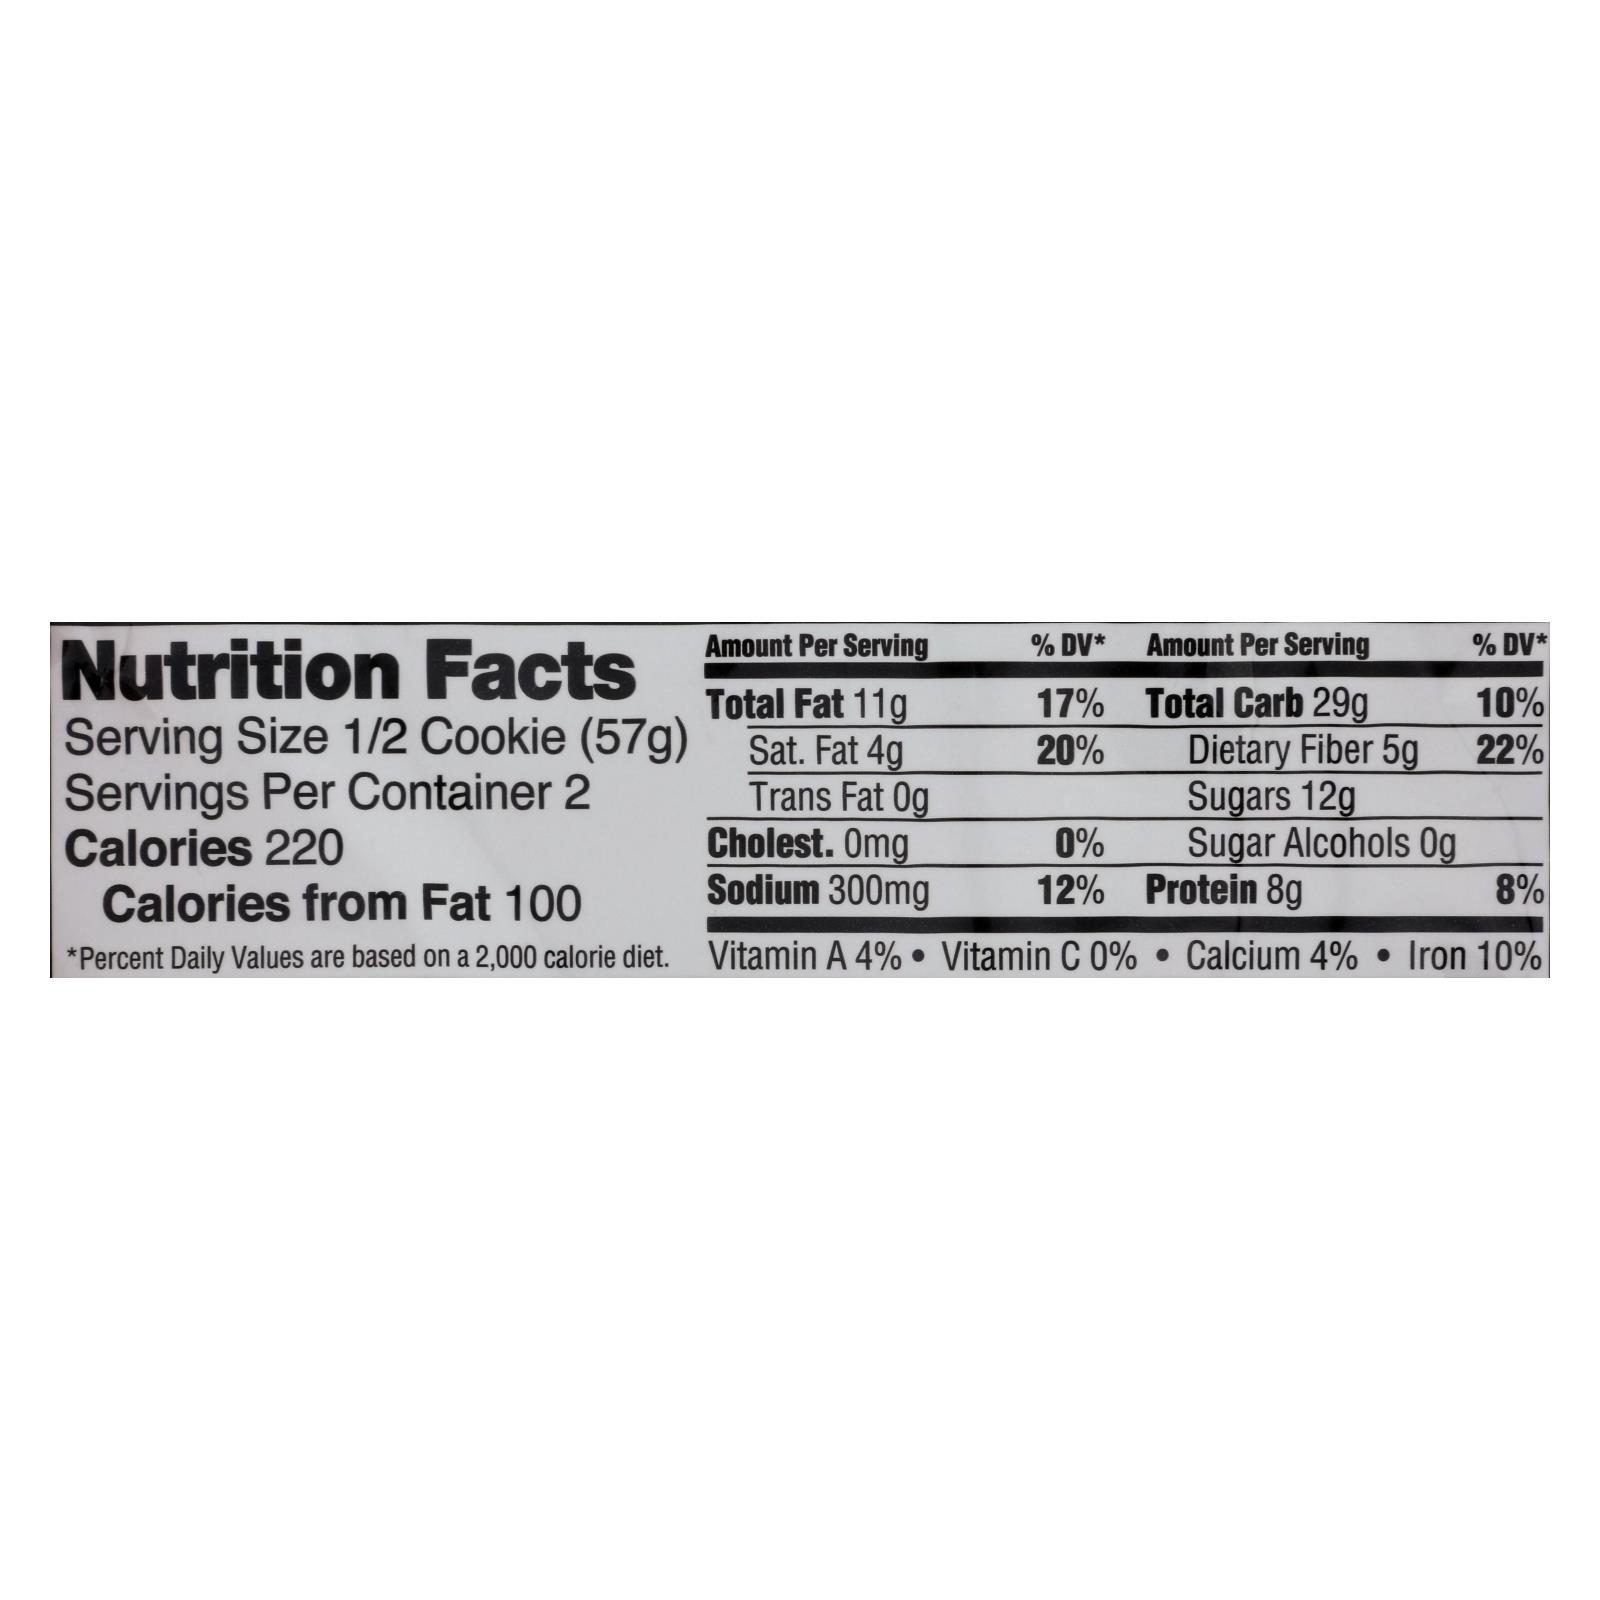 Nutrition Facts
Serving Size 1/2 Cookie (57g)
Servings Per Container 2
Calories 220
Calories from Fat 100
*Percent Daily Values are based on a 2,000 calorie diet.
Amount Per Serving % DV* Amount Per Serving % DV*
Total Fat 11g 17% Total Carb 29g 10%
Sat. Fat 4g 20% Dietary Fiber 5g 22%
Trans Fat 0g Sugars 12g
Cholest. 0mg 0% Sugar Alcohols 0g
Sodium 300mg 12% Protein 8g 8%
Vitamin A 4% • Vitamin C 0% • Calcium 4% • Iron 10%